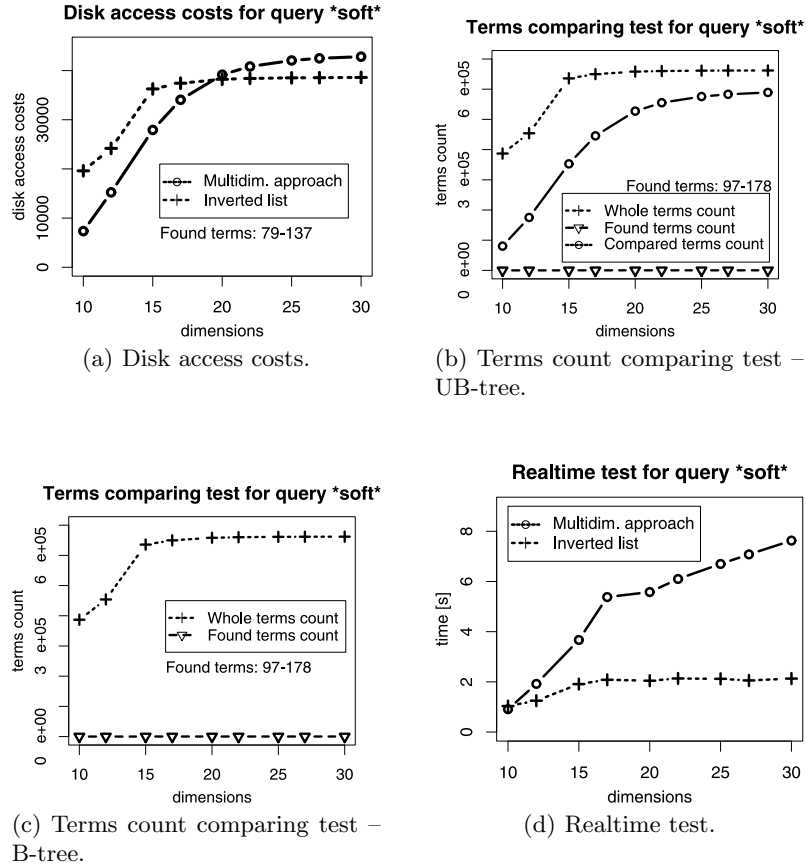 Disk access costs for query *soft*
disk access costs
0
10000
30000
Multidim. approach
Inverted list
Found terms: 79-137
10 15 20 25 30
dimensions
(a) Disk access costs.
Terms comparing test for query *soft*
terms count
0 e+00
3 e+05
6 e+05
Found terms: 97-178
Whole terms count
Found terms count
Compared terms count
10 15 20 25 30
dimensions
(b) Terms count comparing test –
UB-tree.
Terms comparing test for query *soft*
terms count
0 e+00
3 e+05
6 e+05
Whole terms count
Found terms count
Found terms: 97-178
10 15 20 25 30
dimensions
(c) Terms count comparing test –
B-tree.
Realtime test for query *soft*
time [s]
0
2
4
6
8
Multidim. approach
Inverted list
10 15 20 25 30
dimensions
(d) Realtime test.